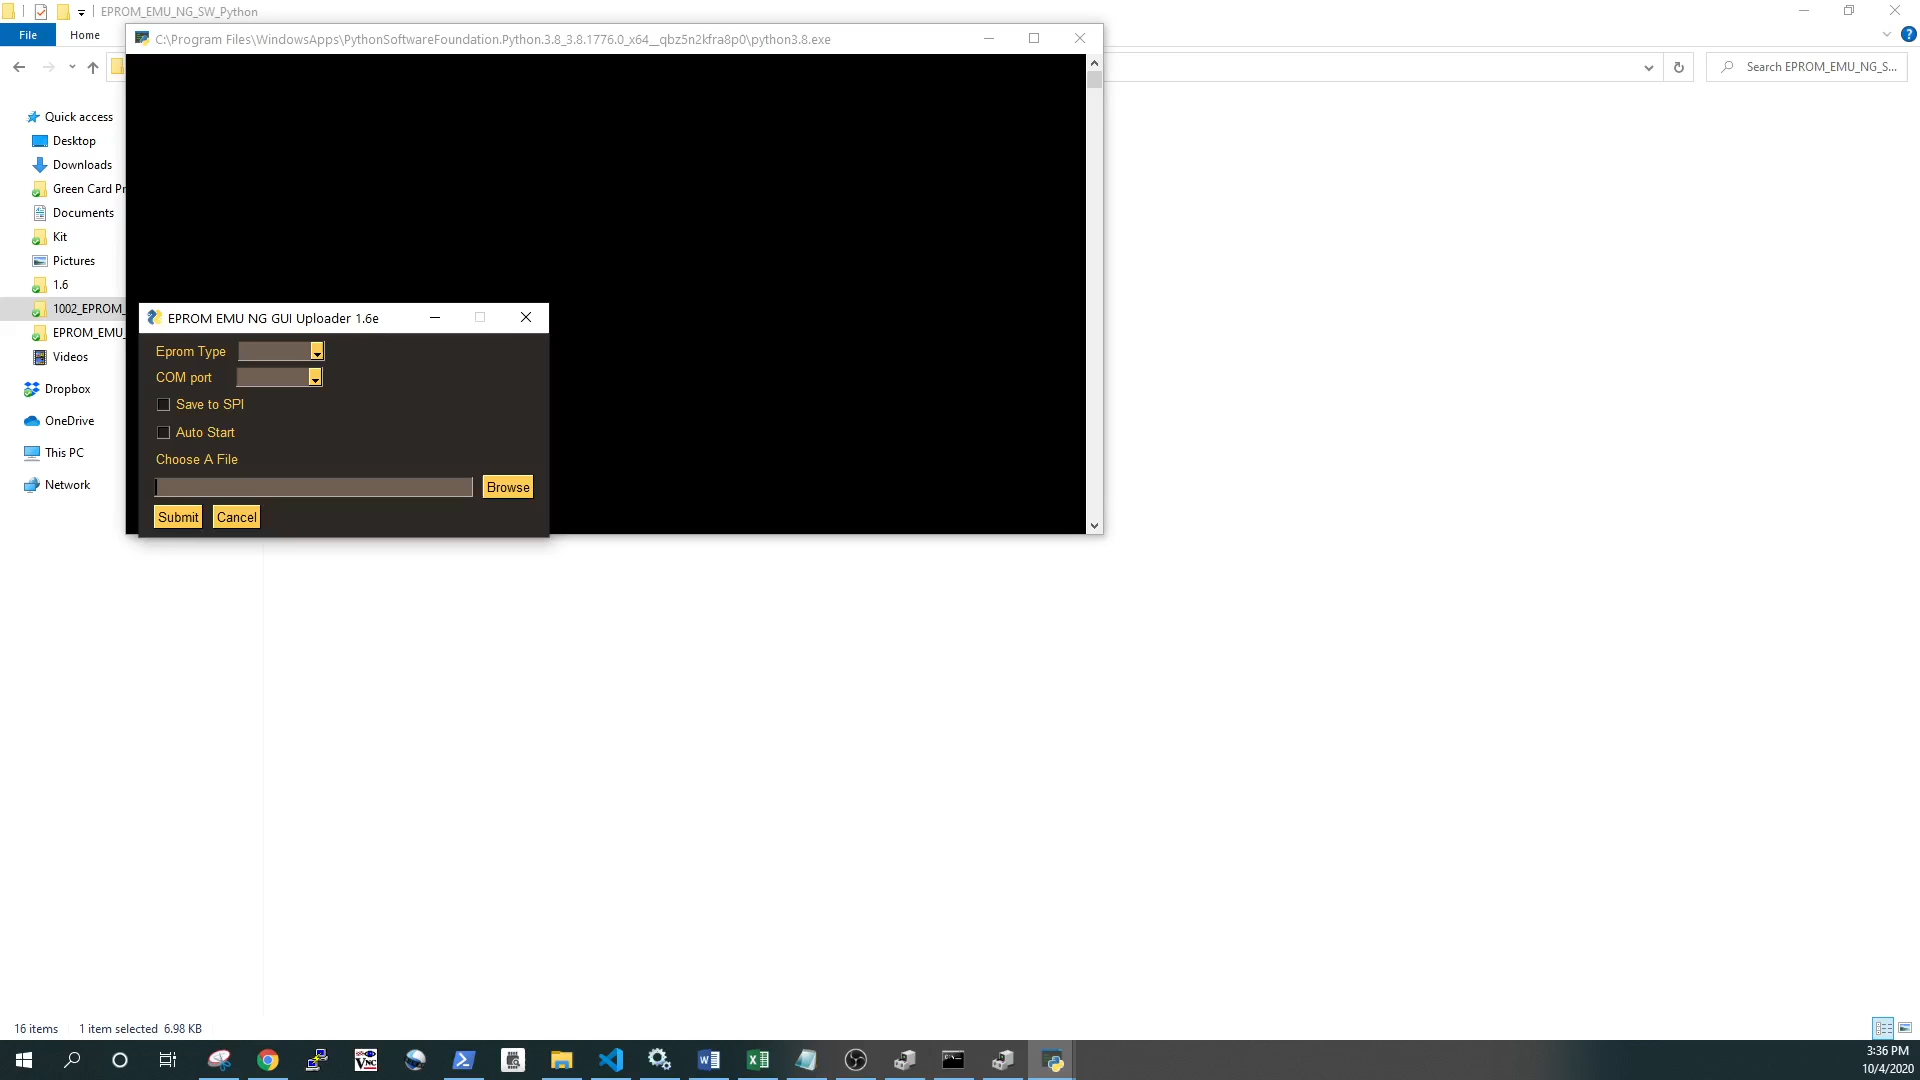 EPROM_EMU_NG_SW_Python
File
Home
C:\Program Files\WindowsApps\PythonSoftwareFoundation.Python.3.8_3.8.1776.0_x64__qbz5n2kfra8p0\python3.8.exe
Search EPROM_EMU_NG_S...
Quick access
Desktop
Downloads
Green Card Pr
Documents
Kit
Pictures
1.6
1002_EPROM_
EPROM_EMU_
Videos
Dropbox
OneDrive
This PC
Network
EPROM EMU NG GUI Uploader 1.6e
Eprom Type
COM port
Save to SPI
Auto Start
Choose A File
Browse
Submit Cancel
16 items 1 item selected 6.98 KB
3:36 PM
10/4/2020